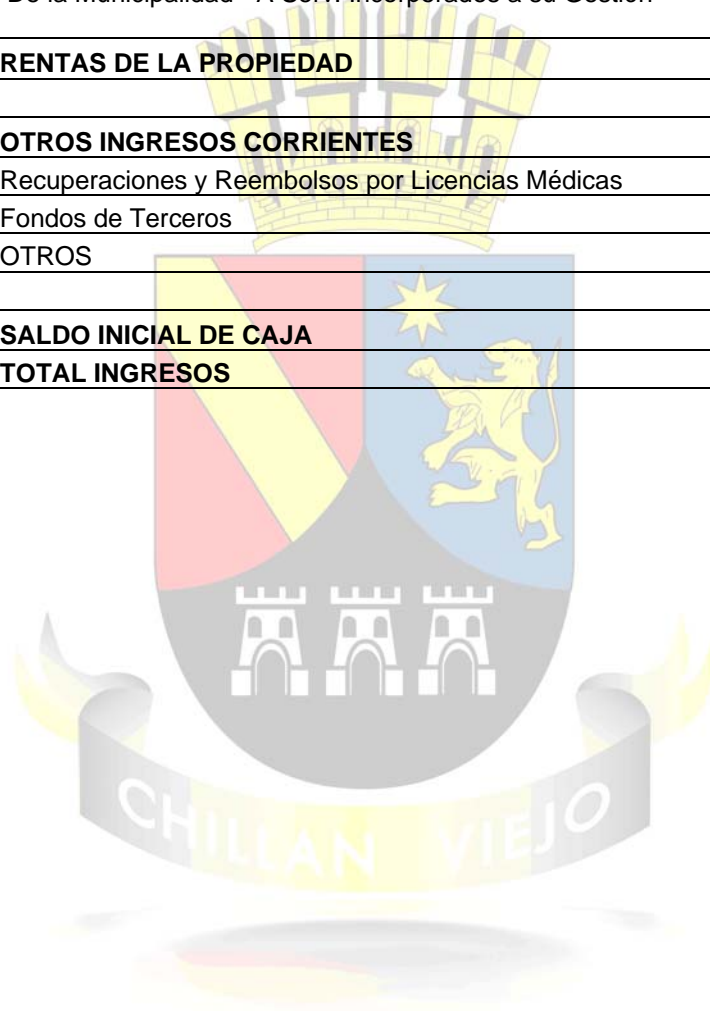 De la Municipalidad - A Serv. Incorporados a su Gestión
RENTAS DE LA PROPIEDAD
OTROS INGRESOS CORRIENTES
Recuperaciones y Reembolsos por Licencias Médicas
Fondos de Terceros
OTROS
SALDO INICIAL DE CAJA
TOTAL INGRESOS
CHILLAN VIEJO